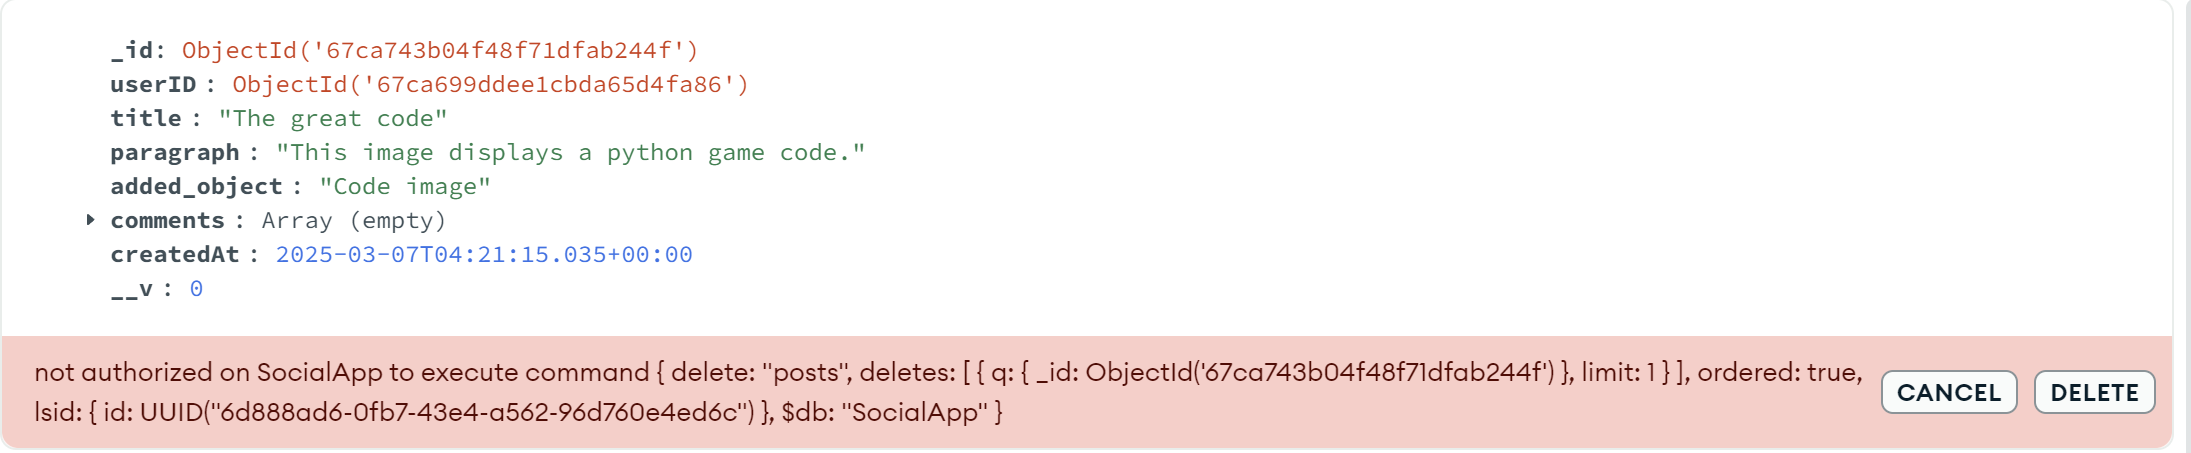 _id: ObjectId('67ca743b04f48f71dfab244f')
userID : ObjectId('67ca699ddee1cbda65d4fa86')
title : "The great code"
paragraph : "This image displays a python game code."
added_object : "Code image"
comments : Array (empty)
createdAt : 2025-03-07T04:21:15.035+00:00
__v : 0
not authorized on SocialApp to execute command { delete: "posts", deletes: [ { q: { _id: ObjectId('67ca743b04f48f71dfab244f') }, limit: 1 } ], ordered: true,
lsid: { id: UUID("6d888ad6-0fb7-43e4-a562-96d760e4ed6c") }, $db: "SocialApp" }
CANCEL DELETE